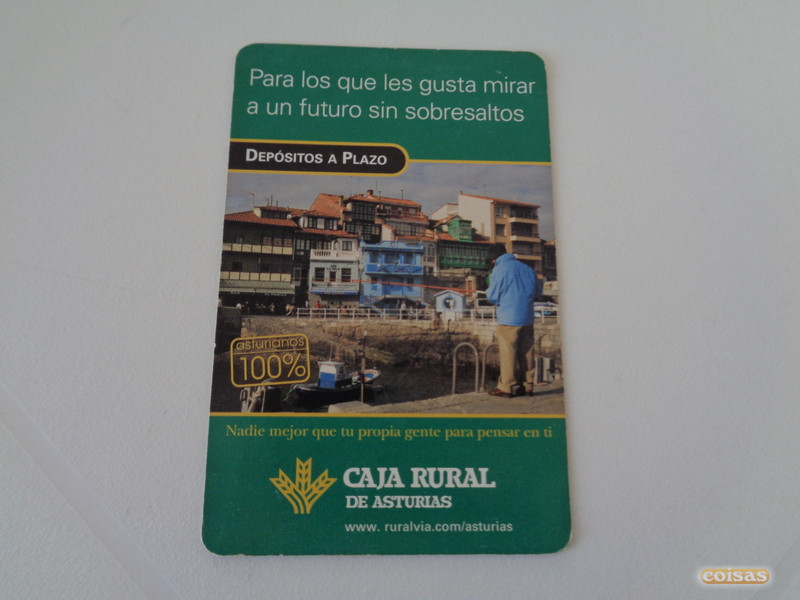 Para los que les gusta mirar
a un futuro sin sobresaltos
DEPÓSITOS A PLAZO
asturianos
100%
Nadie mejor que tu propia gente para pensar en ti
CAJA RURAL
DE ASTURIAS
www. ruralvia.com/asturias
coisas